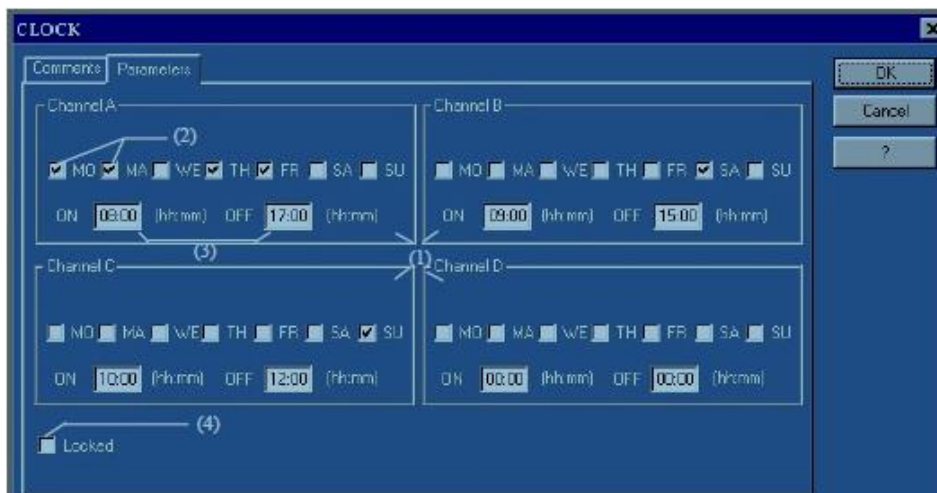 CLOCK
Comments Parameters
OK
Cancel
?
Channel A
(2)
MO MA WE TH FR SA SU
ON 08:00 (hh:mm) OFF 17:00 (hh:mm)
(3)
Channel B
MO MA WE TH FR SA SU
ON 09:00 (hh:mm) OFF 15:00 (hh:mm)
(1)
Channel C
MO MA WE TH FR SA SU
ON 10:00 (hh:mm) OFF 12:00 (hh:mm)
Channel D
MO MA WE TH FR SA SU
ON 00:00 (hh:mm) OFF 00:00 (hh:mm)
(4)
Locked